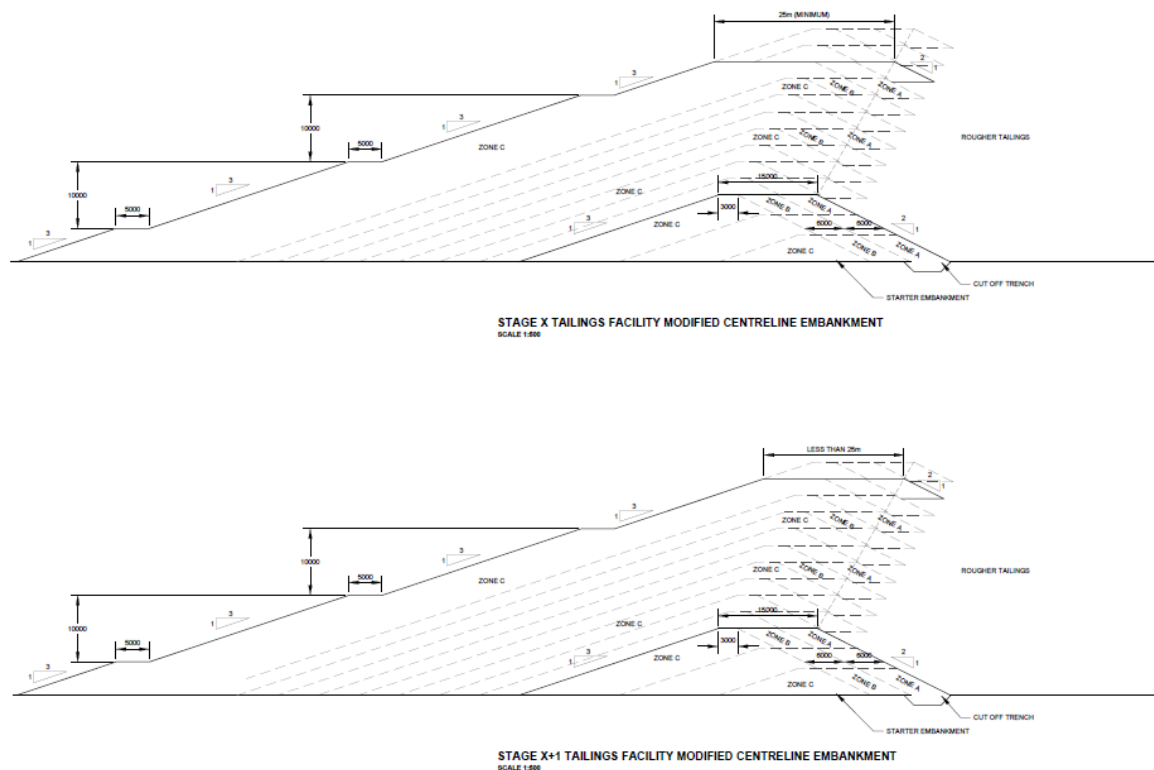 25m (MINIMUM)
2
1
3
1
ZONE C
ZONE B
ZONE A
10000
3
1
ZONE C
ROUGHER TAILINGS
5000
ZONE C
ZONE B
ZONE A
3
1
10000
ZONE C
15000
5000
ZONE C
3000
ZONE B
ZONE A
3
1
3
1
ZONE C
2
1
6000
6000
ZONE C
ZONE B
ZONE A
CUT OFF TRENCH
STARTER EMBANKMENT
STAGE X TAILINGS FACILITY MODIFIED CENTRELINE EMBANKMENT
SCALE 1:500
LESS THAN 25m
2
1
3
1
ZONE C
ZONE B
ZONE A
10000
3
1
ZONE C
ZONE C
ZONE B
ZONE A
ROUGHER TAILINGS
5000
3
1
10000
ZONE C
15000
5000
3000
ZONE B
ZONE A
3
1
3
1
ZONE C
2
1
6000
6000
ZONE C
ZONE B
ZONE A
CUT OFF TRENCH
STARTER EMBANKMENT
STAGE X+1 TAILINGS FACILITY MODIFIED CENTRELINE EMBANKMENT
SCALE 1:500